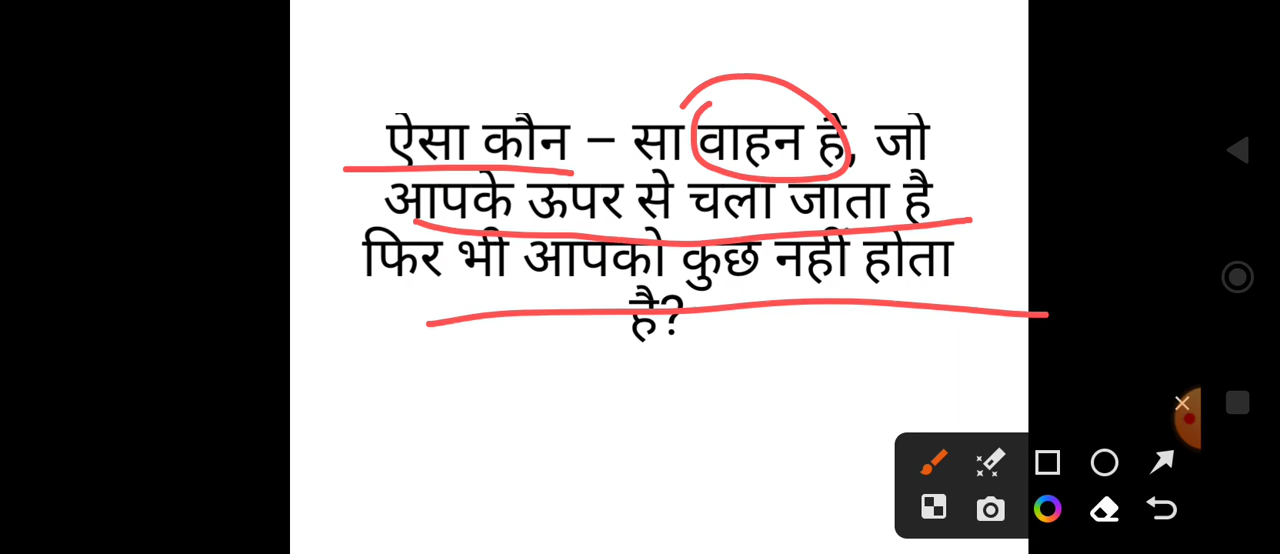 ऐसा कौन – सा वाहन है, जो
आपके ऊपर से चला जाता है
फिर भी आपको कुछ नहीं होता
है?